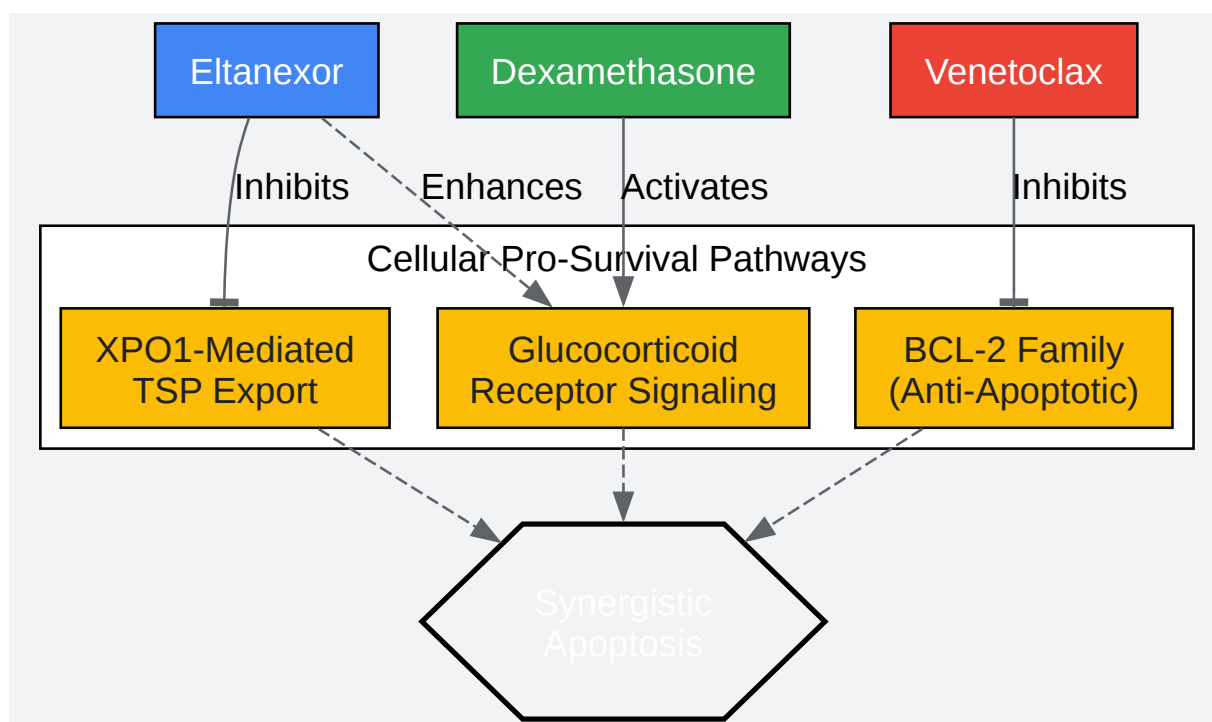 Eltanexor
Dexamethasone
Venetoclax
Inhibits
Enhances
Activates
Inhibits
Cellular Pro-Survival Pathways
XPO1-Mediated
TSP Export
Glucocorticoid
Receptor Signaling
BCL-2 Family
(Anti-Apoptotic)
Synergistic
Apoptosis